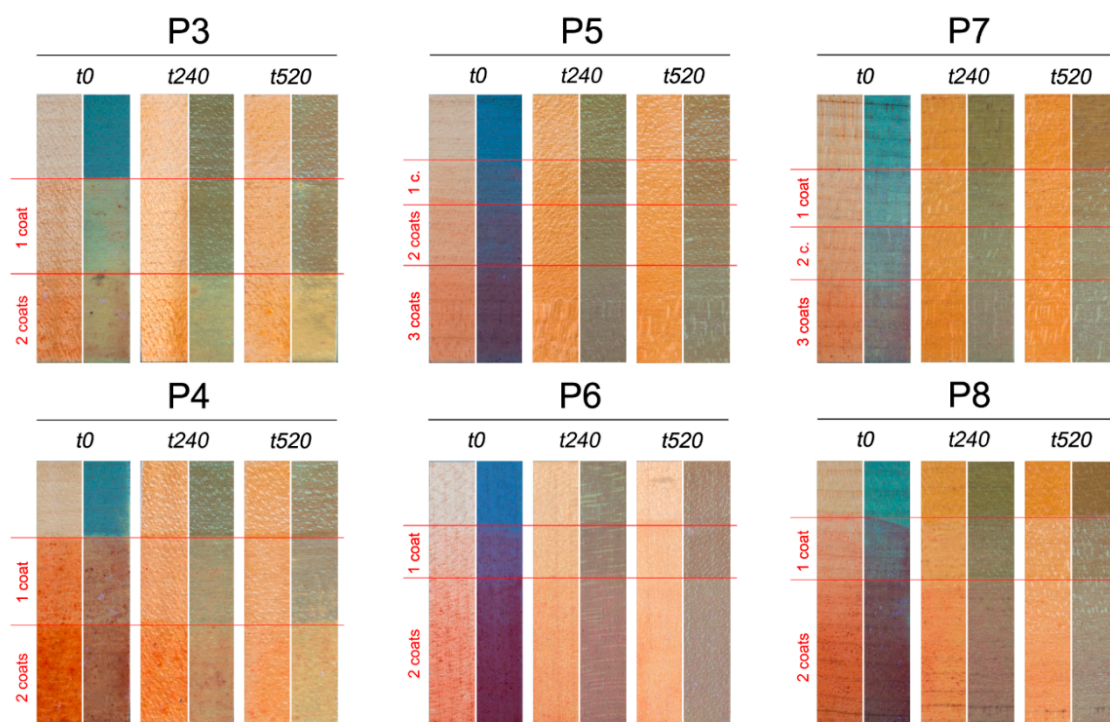 P3
t0 t240 t520
1 coat
2 coats
P5
t0 t240 t520
1 c.
2 coats
3 coats
P7
t0 t240 t520
1 coat
2 c.
3 coats
P4
t0 t240 t520
1 coat
2 coats
P6
t0 t240 t520
1 coat
2 coats
P8
t0 t240 t520
1 coat
2 coats